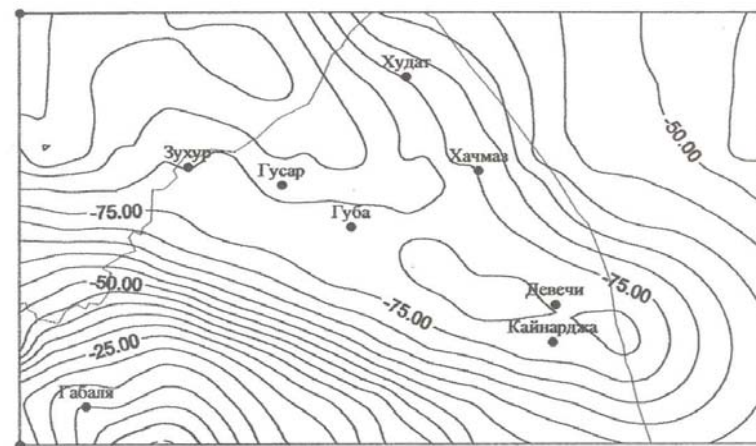 Худат
-50.00
Зухур
Хачмаз
Гусар
-75.00
Губа
-50.00
Девечи
-75.00
-75.00
Кайнарджа
-25.00
Габаля